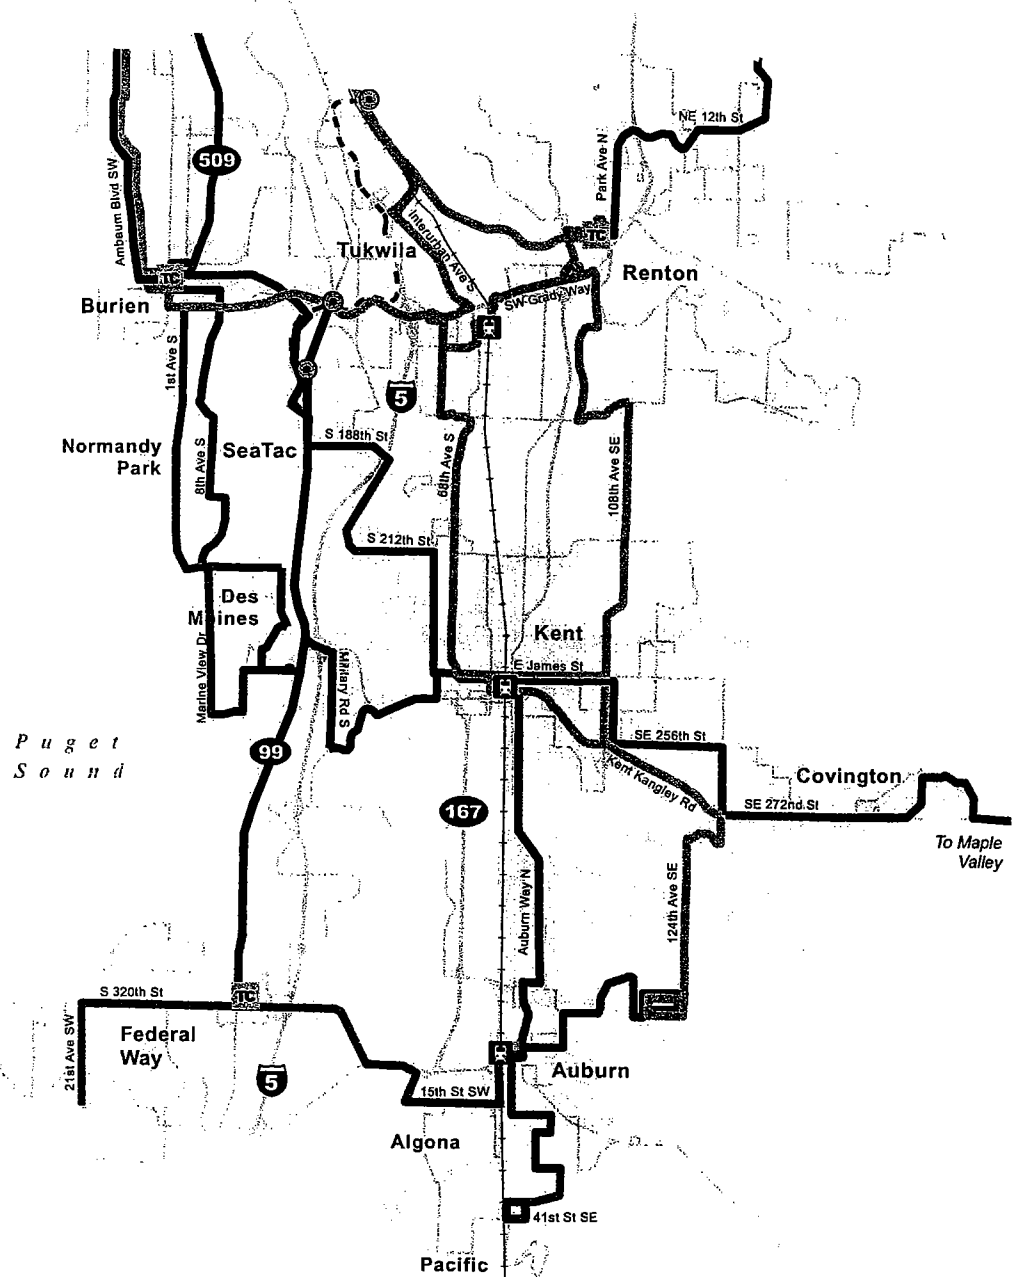 NE 12th St
Park Ave N
509
Ambaum Blvd SW
Interurban Ave S
TC
Tukwila
Renton
TC
SW Grady Way
Burien
1st Ave S
5
Normandy
Park
SeaTac
S 188th St
8th Ave S
68th Ave S
108th Ave SE
S 212th St
Des
Moines
Kent
E James St
Marine View Dr
Military Rd S
Puget
Sound
99
SE 256th St
Kent Kangley Rd
Covington
167
SE 272nd St
To Maple
Valley
Auburn Way N
124th Ave SE
S 320th St
TC
21st Ave SW
Federal
Way
5
Auburn
15th St SW
Algona
41st St SE
Pacific